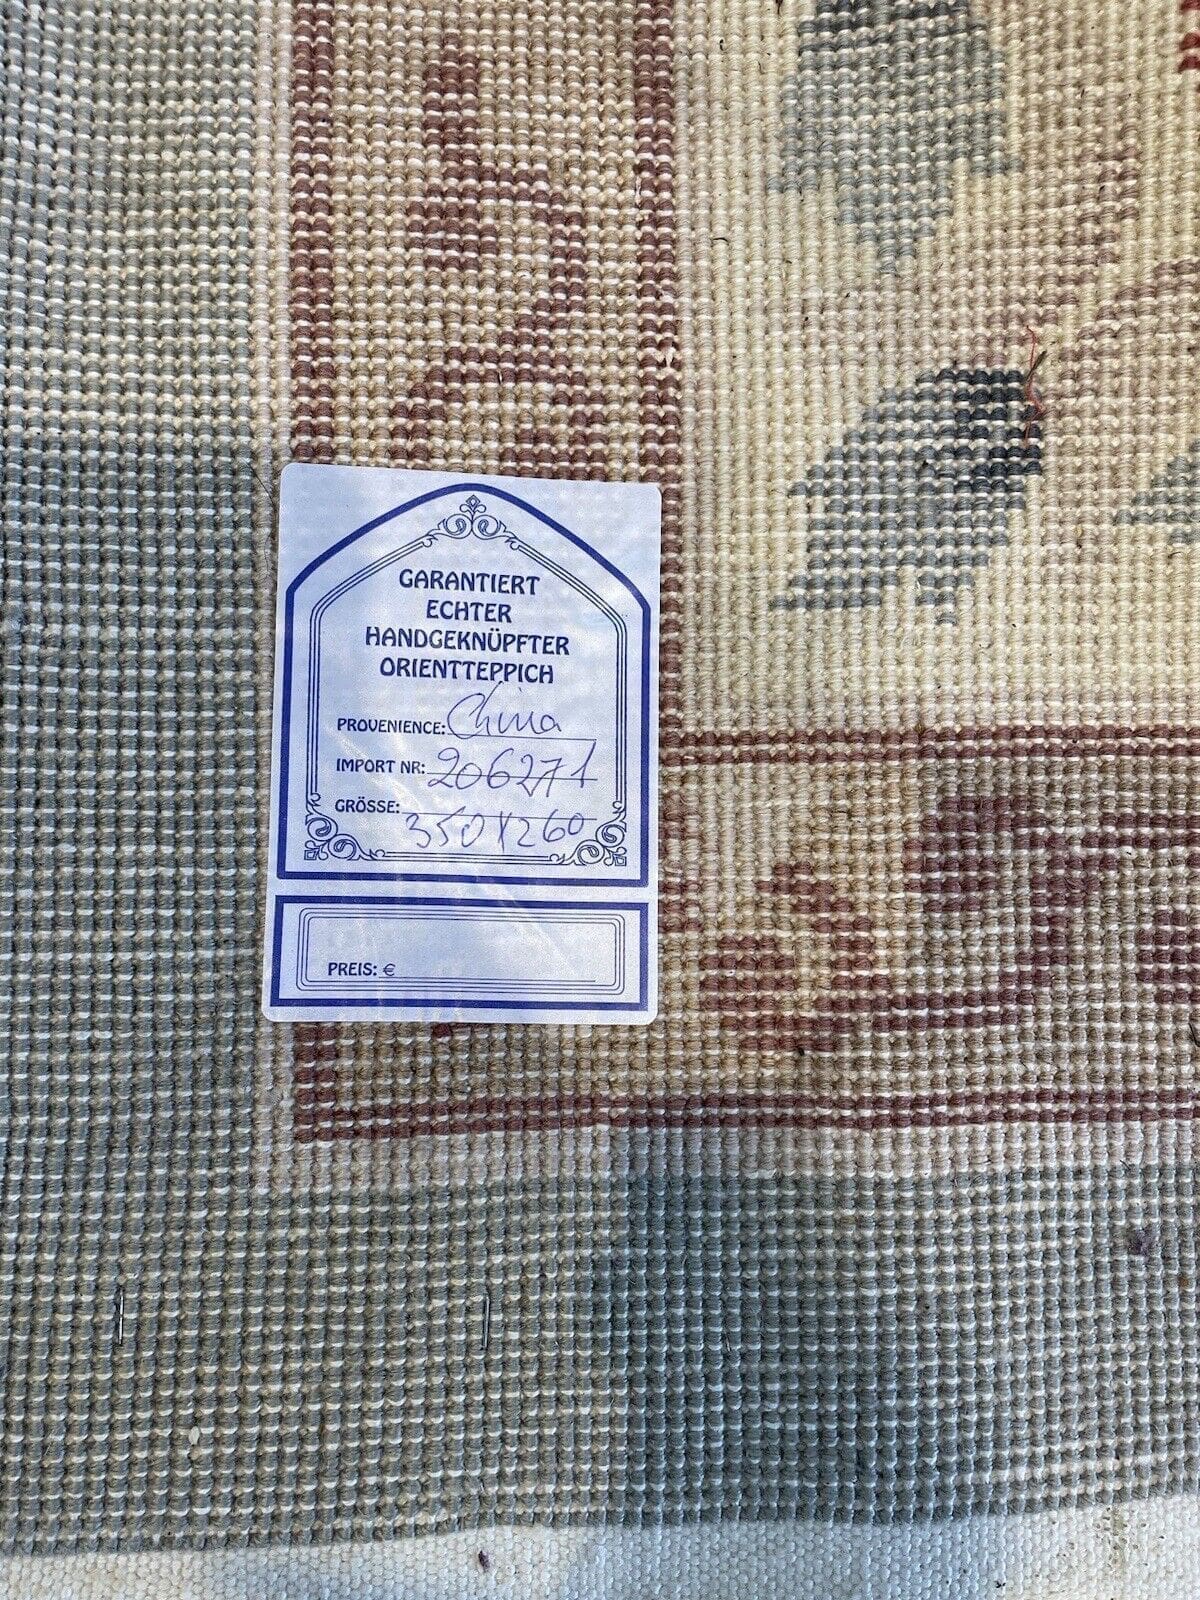 GARANTIERT
ECHTER
HANDGEKNÜPFTER
ORIENTTEPPICH
PROVENIENCE: China
IMPORT NR: 206271
GRÖSSE: 350x260
PREIS: €